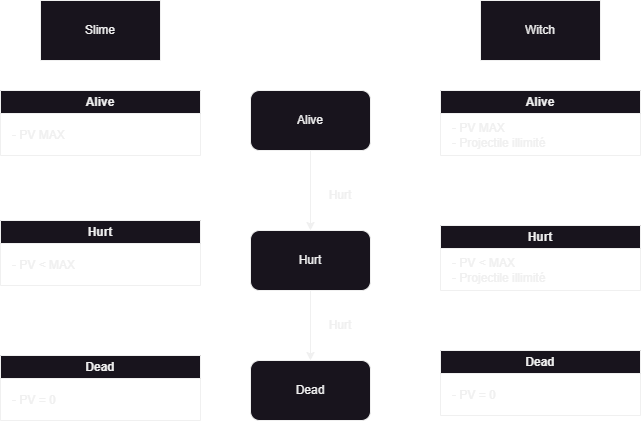 Slime
Witch
Alive
- PV MAX
Alive
Alive
- PV MAX
- Projectile illimité
Hurt
Hurt
- PV < MAX
Hurt
Hurt
- PV < MAX
- Projectile illimité
Hurt
Dead
- PV = 0
Dead
Dead
- PV = 0